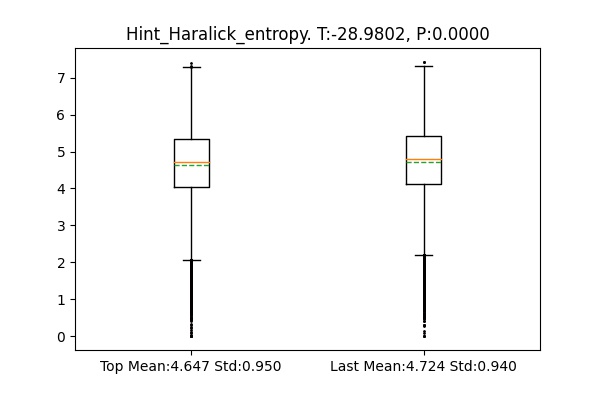 Hint_Haralick_entropy. T:-28.9802, P:0.0000
7
6
5
4
3
2
1
0
Top Mean:4.647 Std:0.950
Last Mean:4.724 Std:0.940